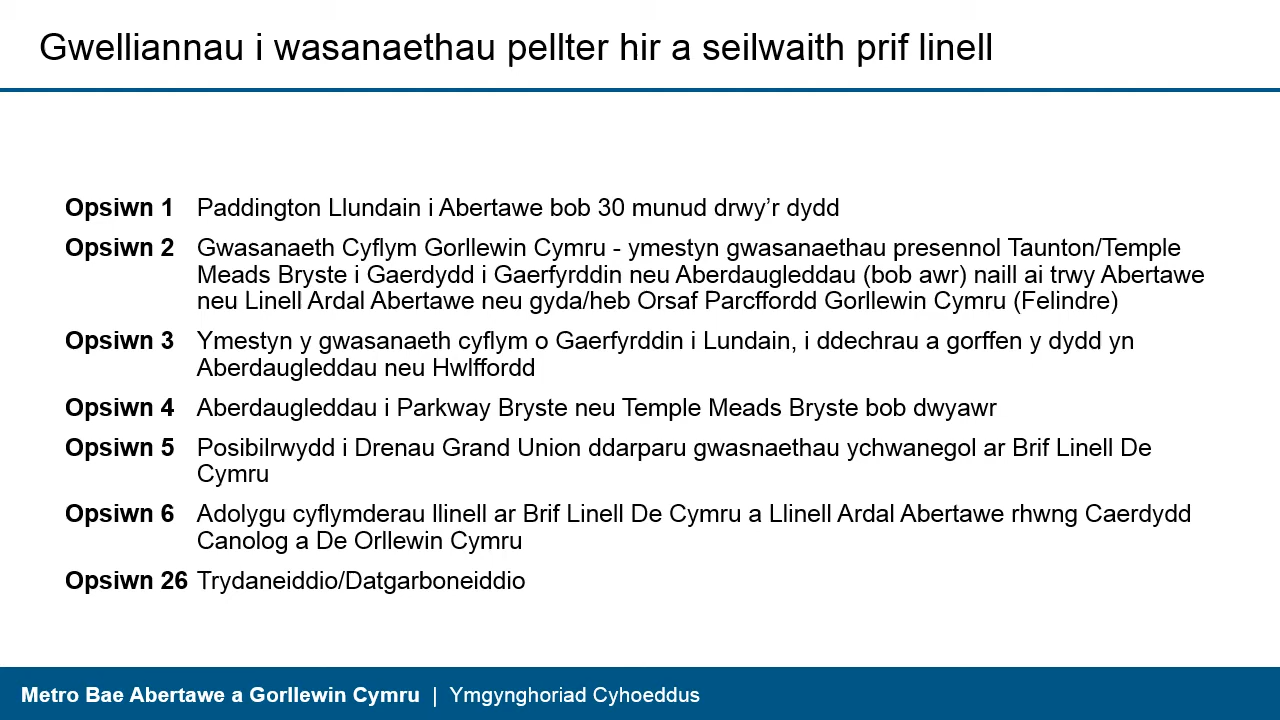 Gwelliannau i wasanaethau pellter hir a seilwaith prif linell
Opsiwn 1 Paddington Llundain i Abertawe bob 30 munud drwy’r dydd
Opsiwn 2 Gwasanaeth Cyflym Gorllewin Cymru - ymestyn gwasanaethau presennol Taunton/Temple
Meads Bryste i Gaerdydd i Gaerfyrddin neu Aberdaugleddau (bob awr) naill ai trwy Abertawe
neu Linell Ardal Abertawe neu gyda/heb Orsaf Parcffordd Gorllewin Cymru (Felindre)
Opsiwn 3 Ymestyn y gwasanaeth cyflym o Gaerfyrddin i Lundain, i ddechrau a gorffen y dydd yn
Aberdaugleddau neu Hwlffordd
Opsiwn 4 Aberdaugleddau i Parkway Bryste neu Temple Meads Bryste bob dwyawr
Opsiwn 5 Posibilrwydd i Drenau Grand Union ddarparu gwasnaethau ychwanegol ar Brif Linell De
Cymru
Opsiwn 6 Adolygu cyflymderau llinell ar Brif Linell De Cymru a Llinell Ardal Abertawe rhwng Caerdydd
Canolog a De Orllewin Cymru
Opsiwn 26 Trydaneiddio/Datgarboneiddio
Metro Bae Abertawe a Gorllewin Cymru | Ymgynghoriad Cyhoeddus